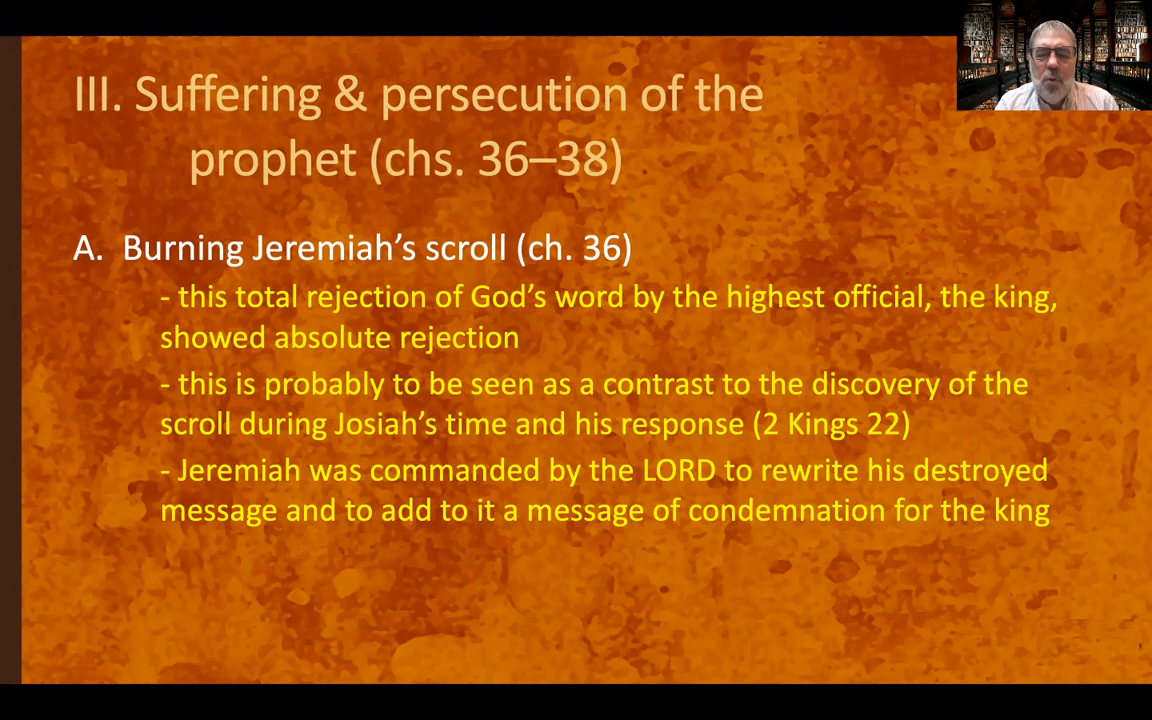 III. Suffering & persecution of the
prophet (chs. 36–38)
A. Burning Jeremiah’s scroll (ch. 36)
- this total rejection of God’s word by the highest official, the king,
showed absolute rejection
- this is probably to be seen as a contrast to the discovery of the
scroll during Josiah’s time and his response (2 Kings 22)
- Jeremiah was commanded by the LORD to rewrite his destroyed
message and to add to it a message of condemnation for the king